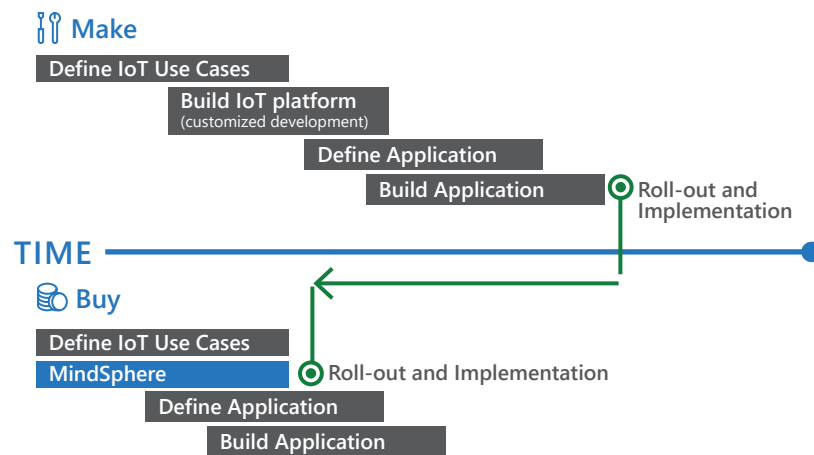 Make
Define IoT Use Cases
Build IoT platform
(customized development)
Define Application
Build Application
Roll-out and
Implementation
TIME
Buy
Define IoT Use Cases
MindSphere
Roll-out and Implementation
Define Application
Build Application